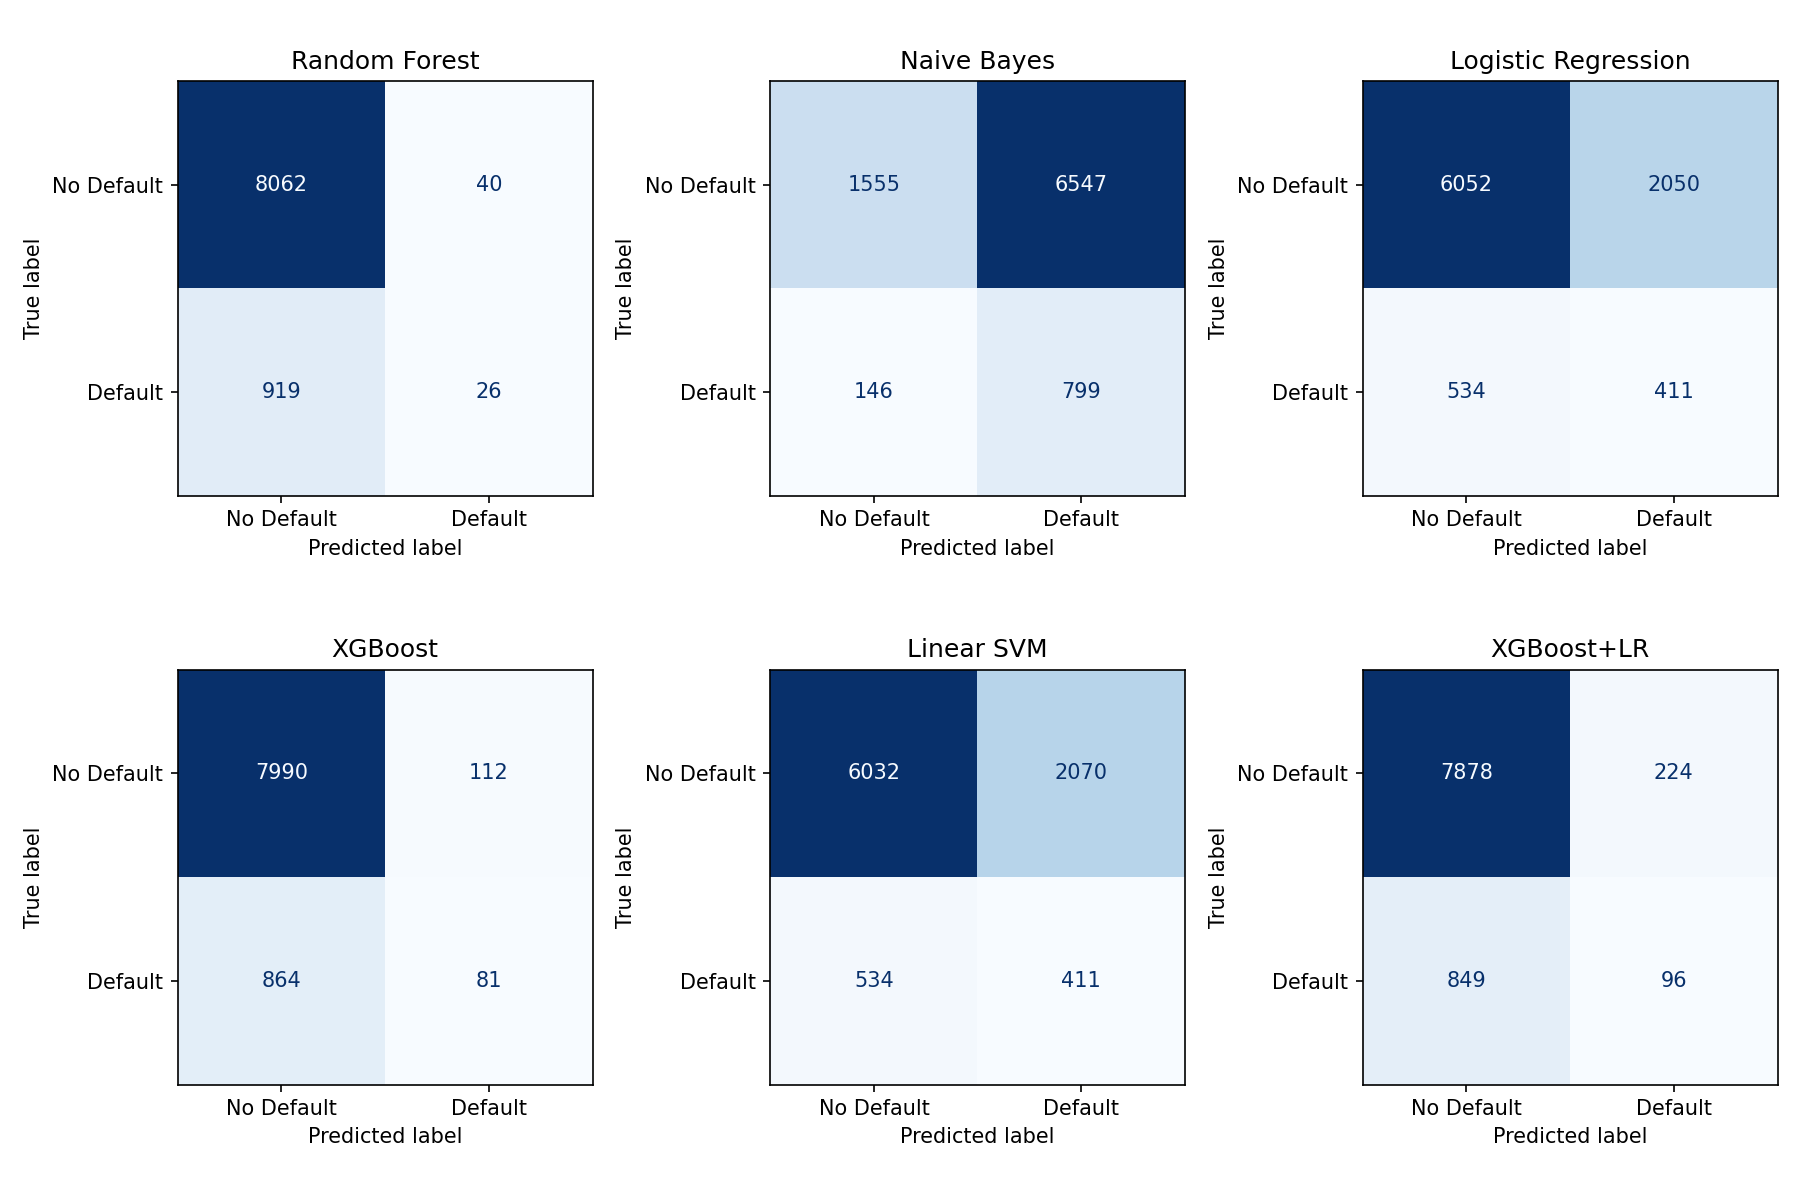 Random Forest
Naive Bayes
Logistic Regression
No Default 8062 40
Default 919 26
True label
No Default Default
Predicted label
No Default 1555 6547
Default 146 799
True label
No Default Default
Predicted label
No Default 6052 2050
Default 534 411
True label
No Default Default
Predicted label
XGBoost
Linear SVM
XGBoost+LR
No Default 7990 112
Default 864 81
True label
No Default Default
Predicted label
No Default 6032 2070
Default 534 411
True label
No Default Default
Predicted label
No Default 7878 224
Default 849 96
True label
No Default Default
Predicted label